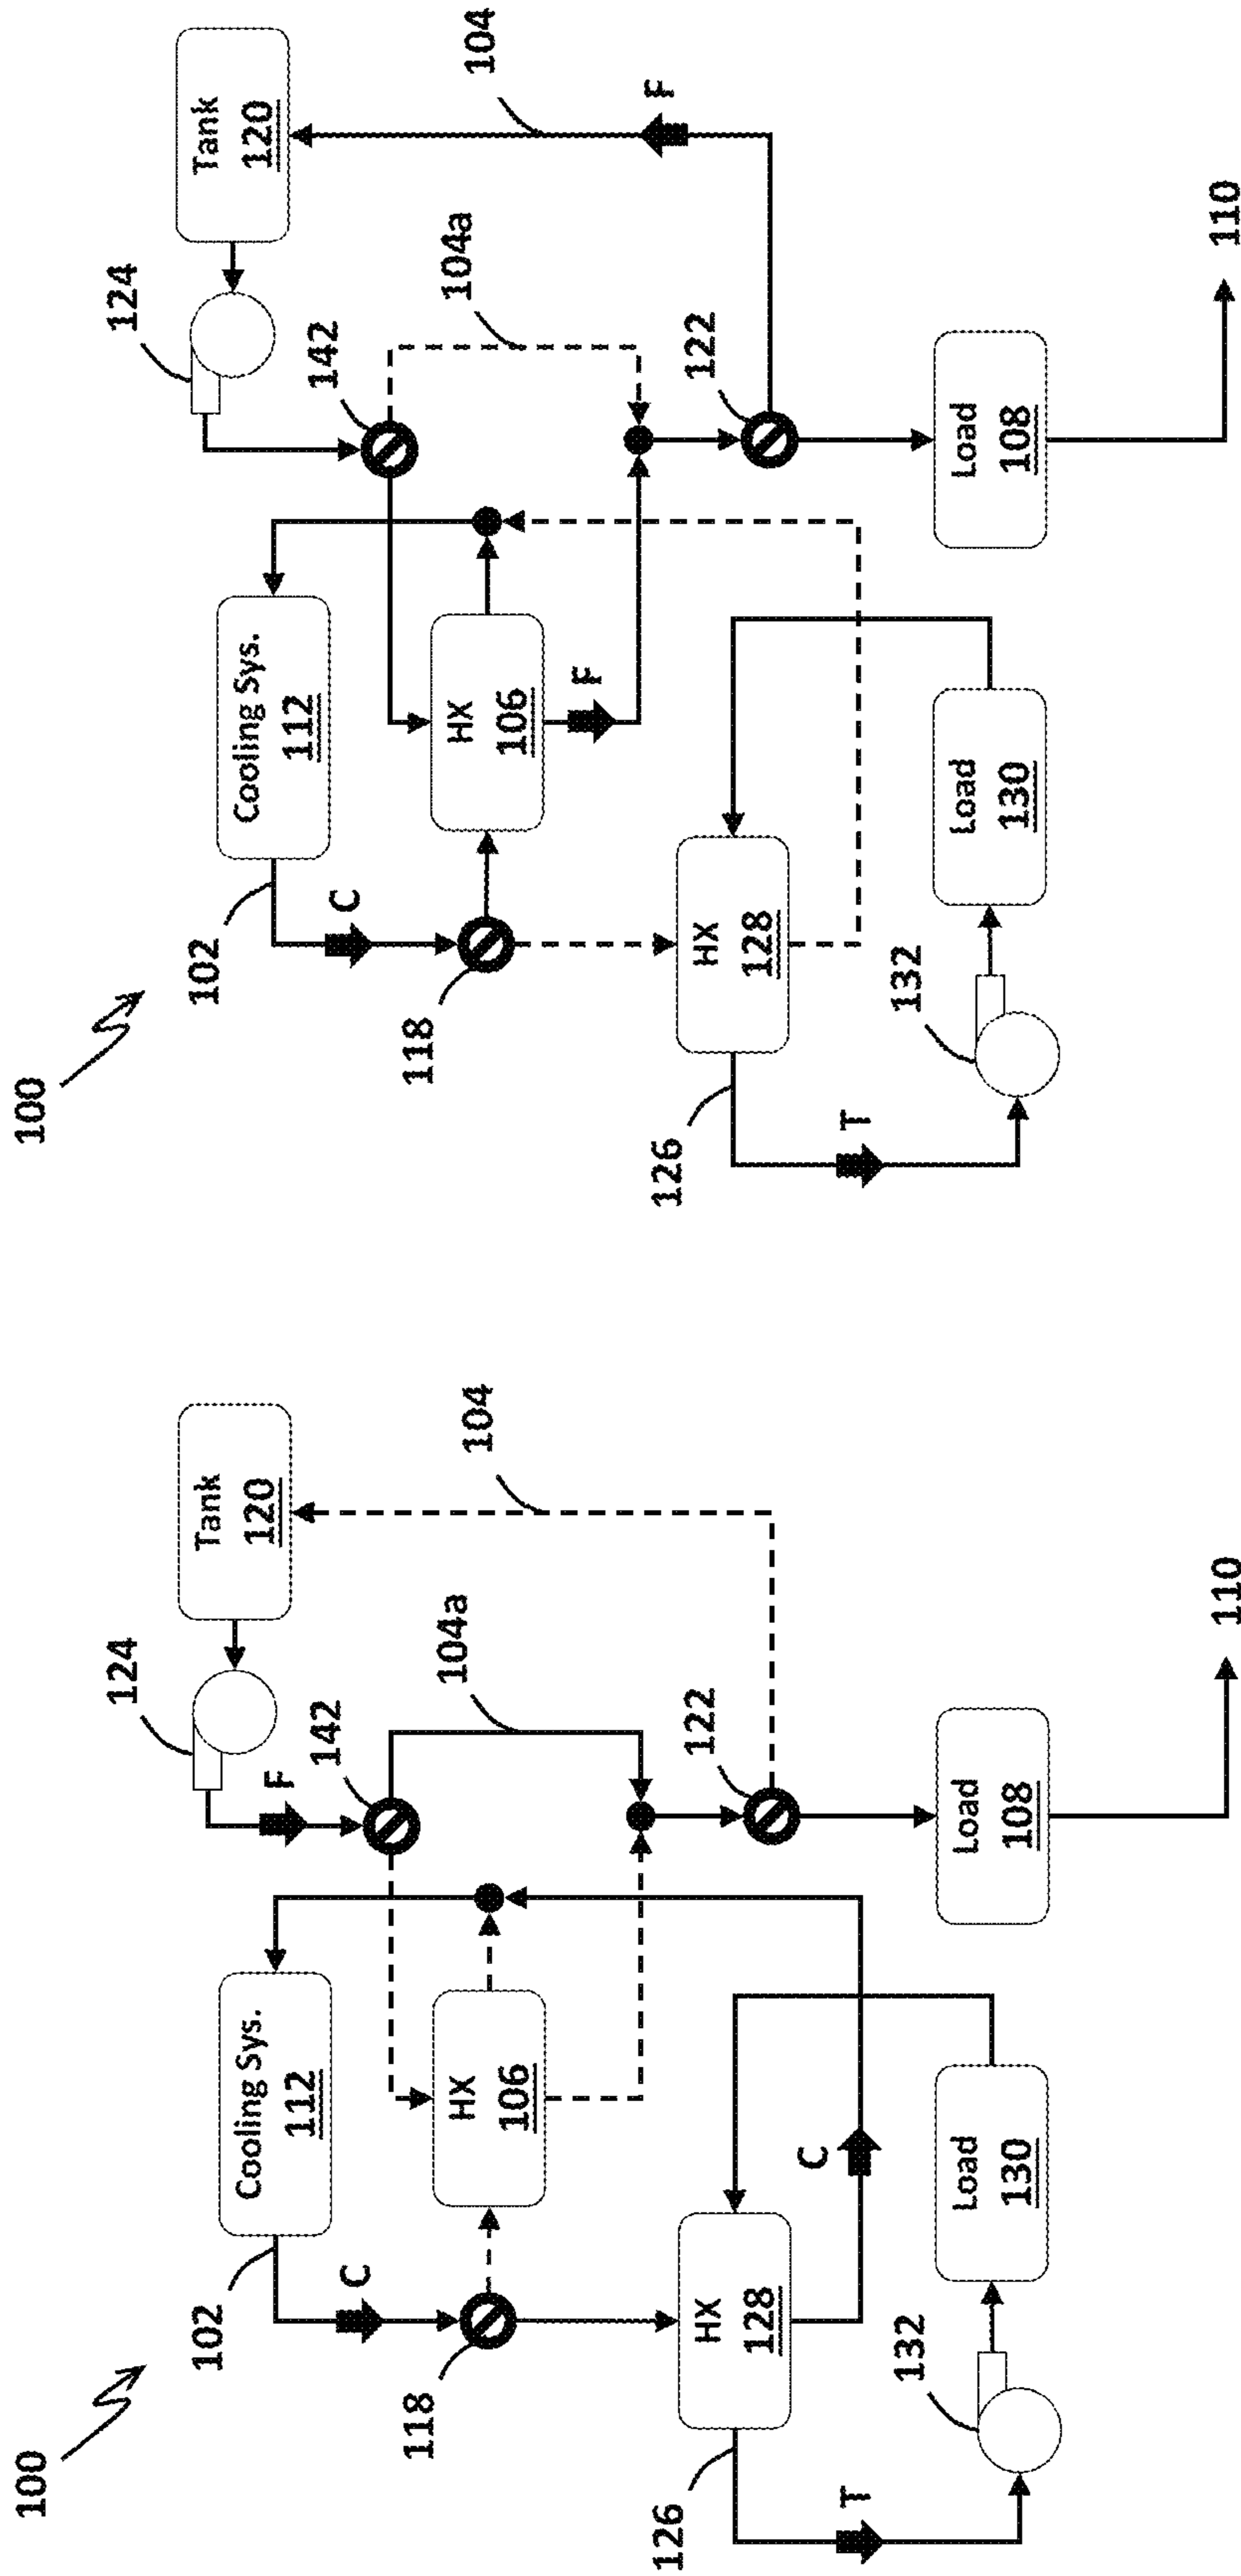 100
102
C
Cooling Sys.
112
118
HX
106
124
F
142
Tank
120
104
104a
122
126
T
HX
128
C
132
Load
130
Load
108
110
100
102
C
Cooling Sys.
112
118
HX
106
F
124
142
Tank
120
104
104a
F
122
126
T
HX
128
132
Load
130
Load
108
110